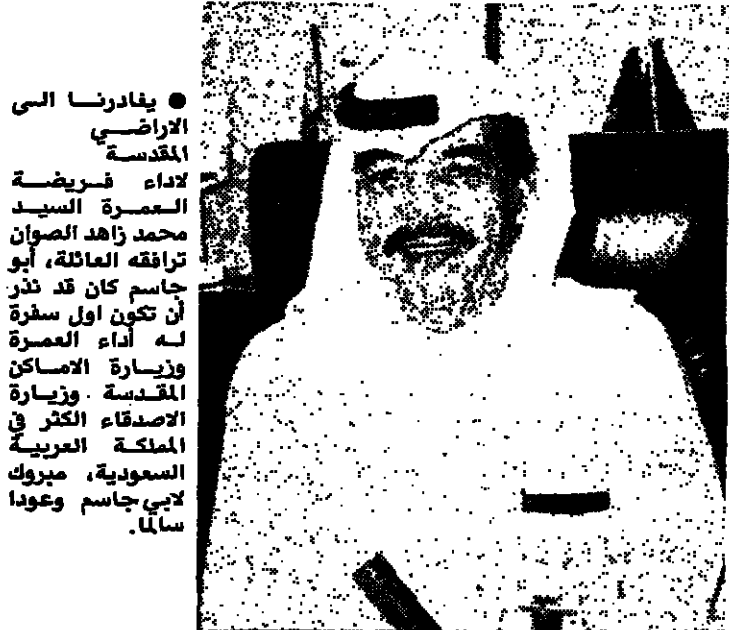 ● يغادرنا الى
الاراضي
المقدسة
لاداء فريضة
العمرة السيد
محمد زاهد الصوان
ترافقه العائلة، أبو
جاسم كان قد نذر
أن تكون اول سفرة
له أداء العمرة
وزيارة الاماكن
المقدسة وزيارة
الاصدقاء الكثر في
المملكة العربية
السعودية، مبروك
لابي جاسم وعودا
سالما.